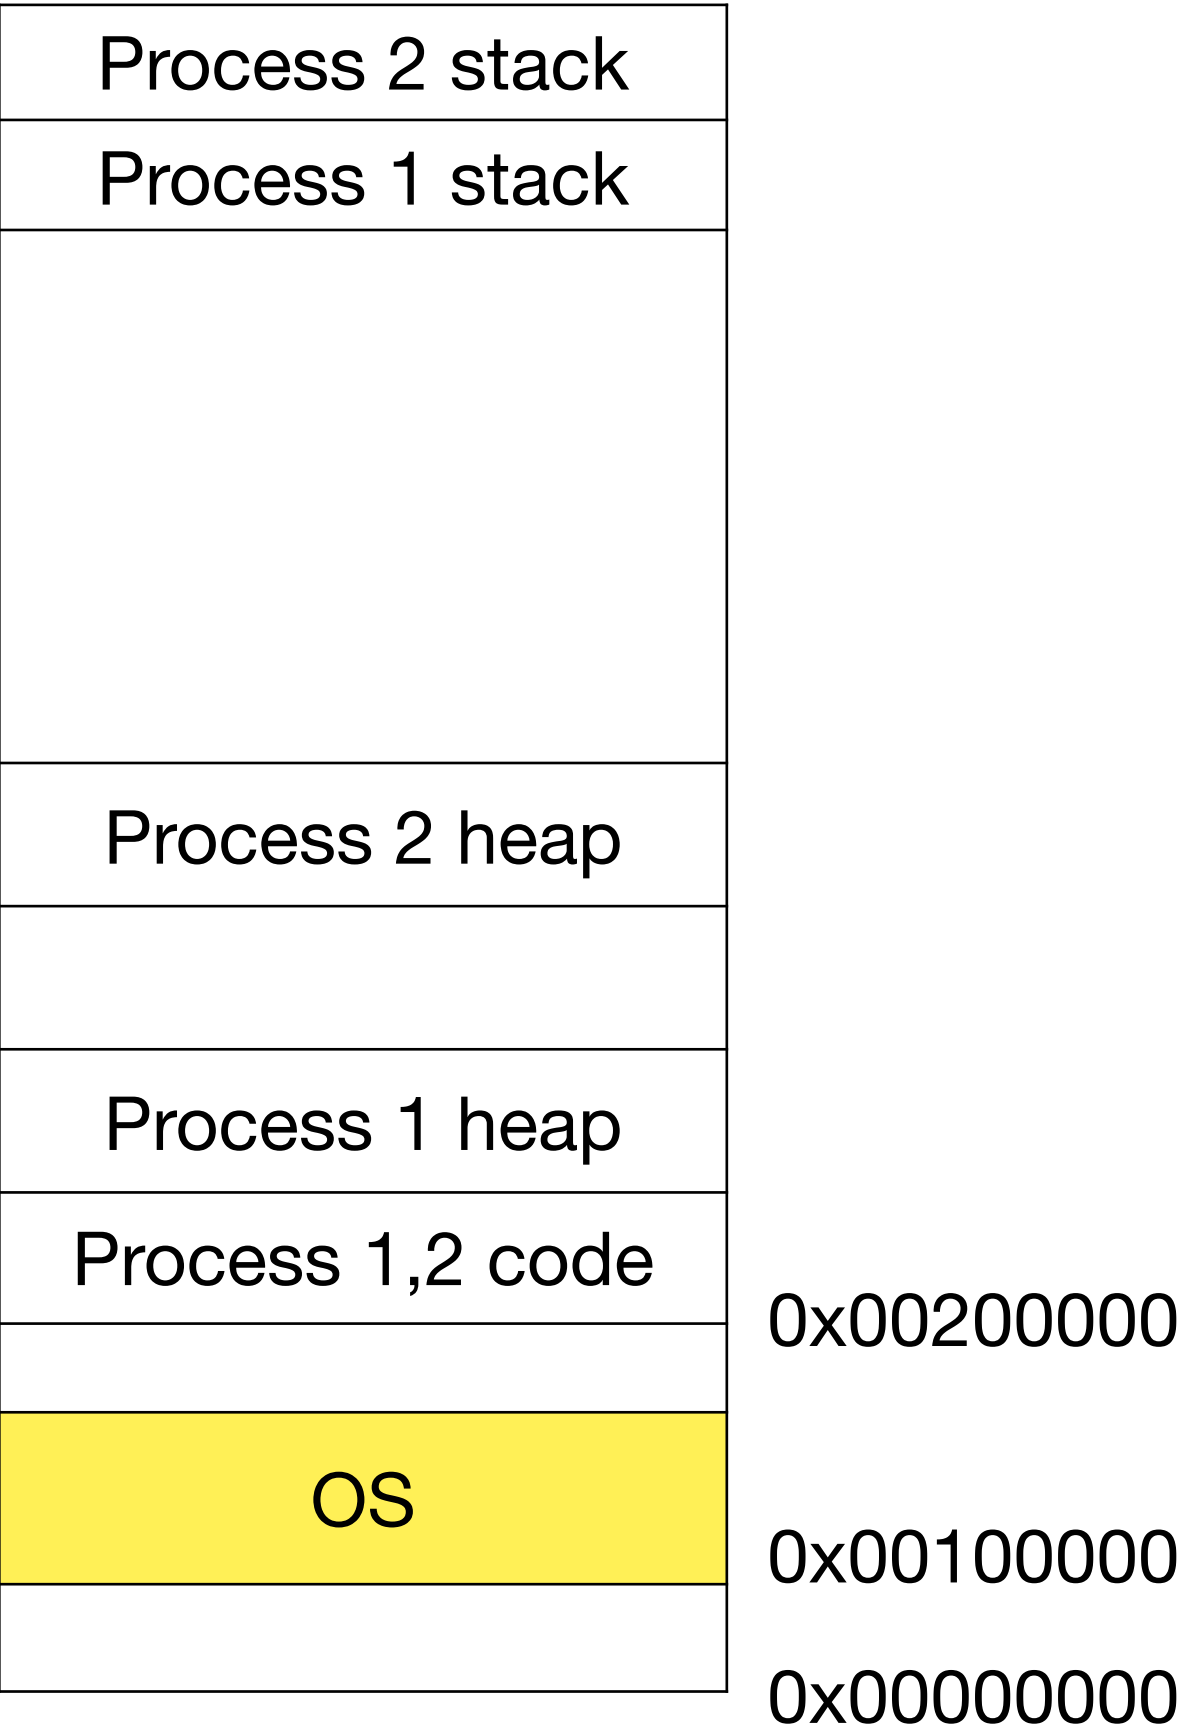 Process 2 stack
Process 1 stack
Process 2 heap
Process 1 heap
Process 1,2 code
0x00200000
OS
0x00100000
0x00000000